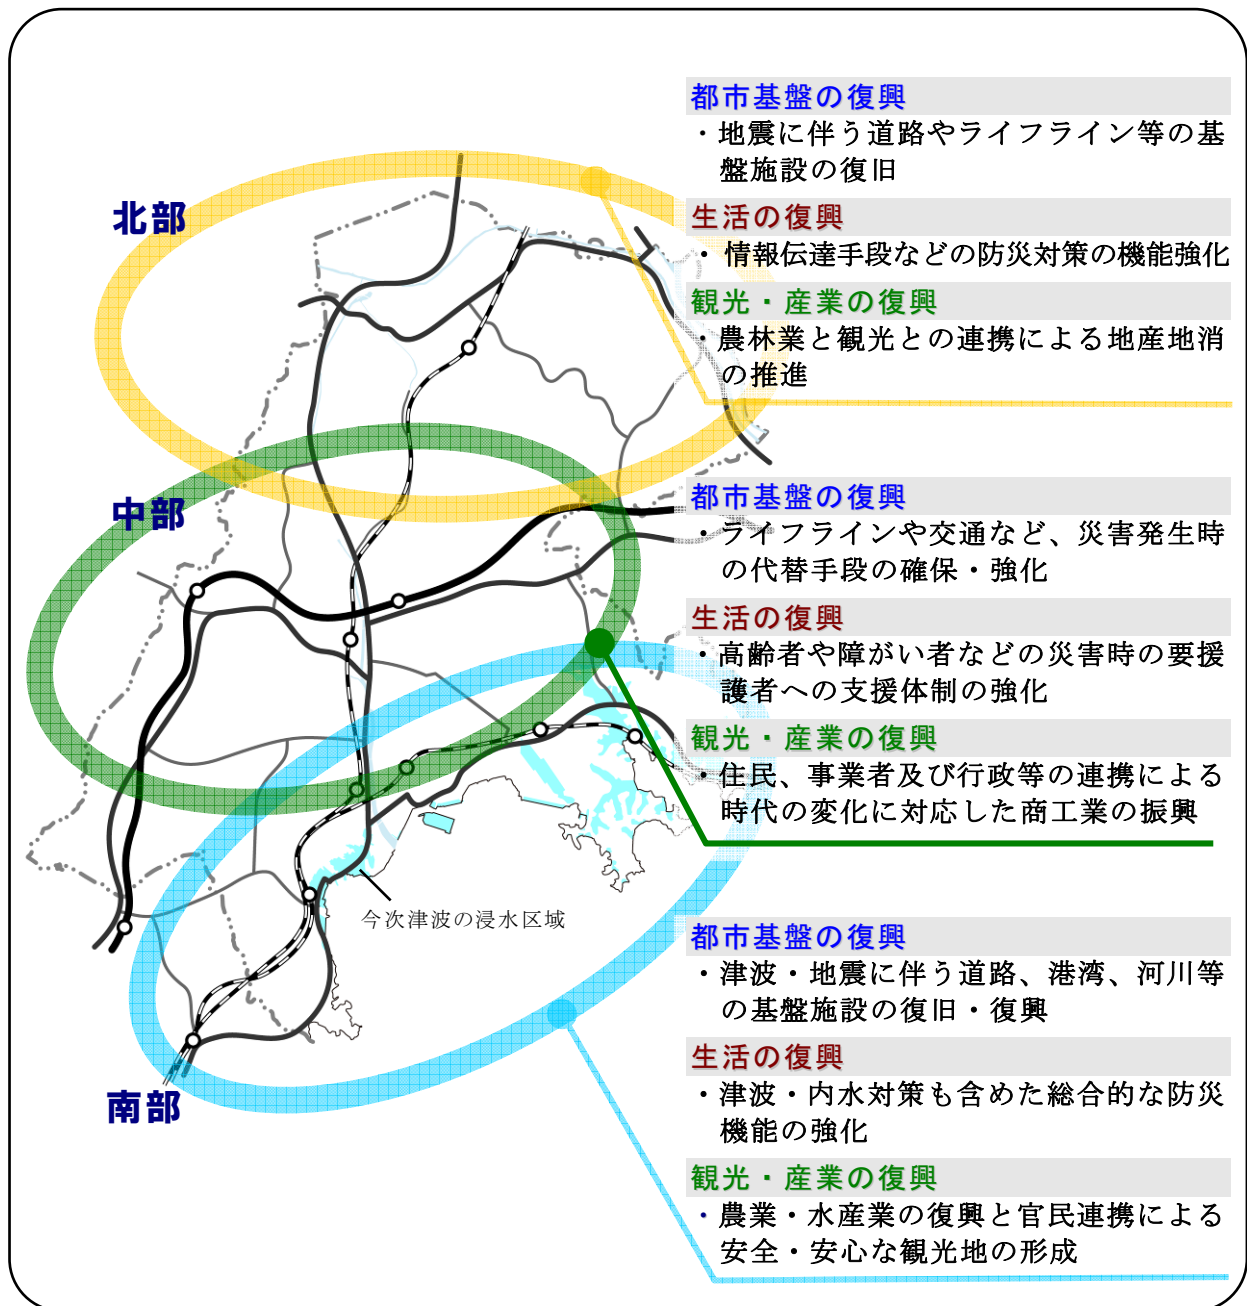 北部
都市基盤の復興
・地震に伴う道路やライフライン等の基
盤施設の復旧
生活の復興
・情報伝達手段などの防災対策の機能強化
観光・産業の復興
・農林業と観光との連携による地産地消
の推進
中部
都市基盤の復興
・ライフラインや交通など、災害発生時
の代替手段の確保・強化
生活の復興
・高齢者や障がい者などの災害時の要援
護者への支援体制の強化
観光・産業の復興
・住民、事業者及び行政等の連携による
時代の変化に対応した商工業の振興
今次津波の浸水区域
南部
都市基盤の復興
・津波・地震に伴う道路、港湾、河川等
の基盤施設の復旧・復興
生活の復興
・津波・内水対策も含めた総合的な防災
機能の強化
観光・産業の復興
・農業・水産業の復興と官民連携による
安全・安心な観光地の形成